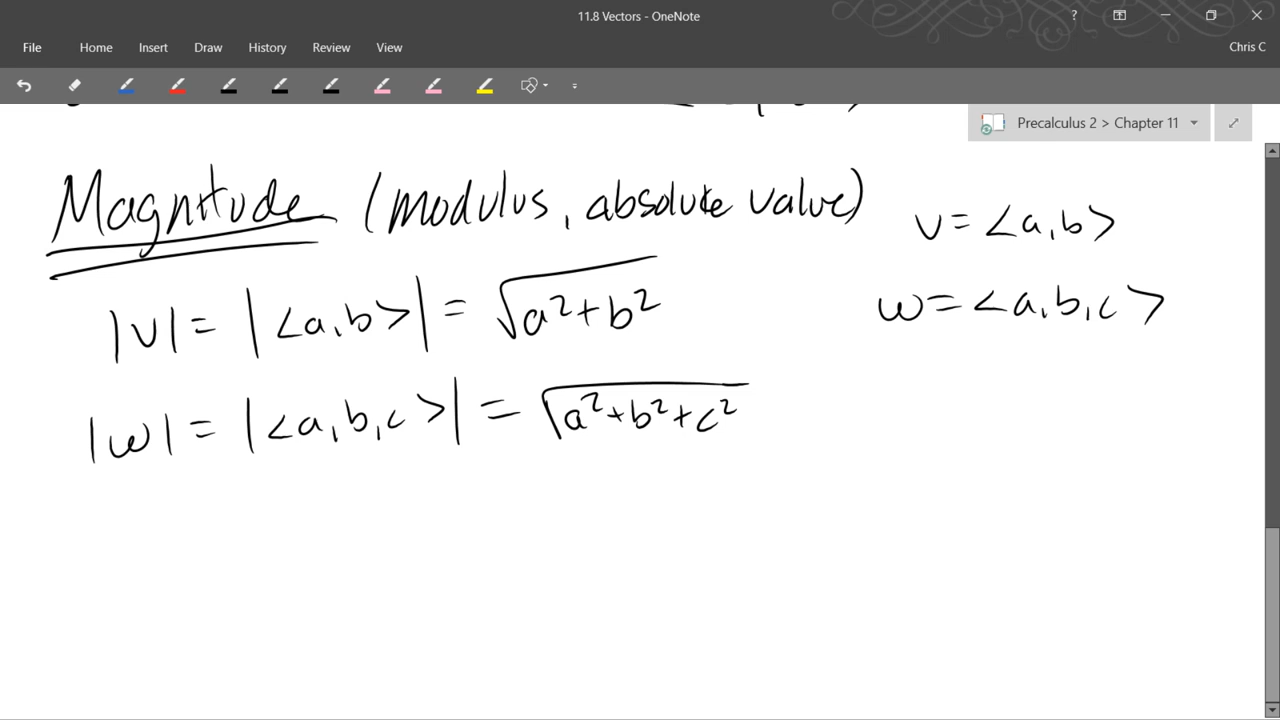 11.8 Vectors - OneNote
?
File Home Insert Draw History Review View
Chris C
Precalculus 2 > Chapter 11
Magnitude (modulus, absolute value)
v = <a,b>
w = <a,b,c>
|v| = |<a,b>| = √a²+b²
|w| = |<a,b,c>| = √a²+b²+c²